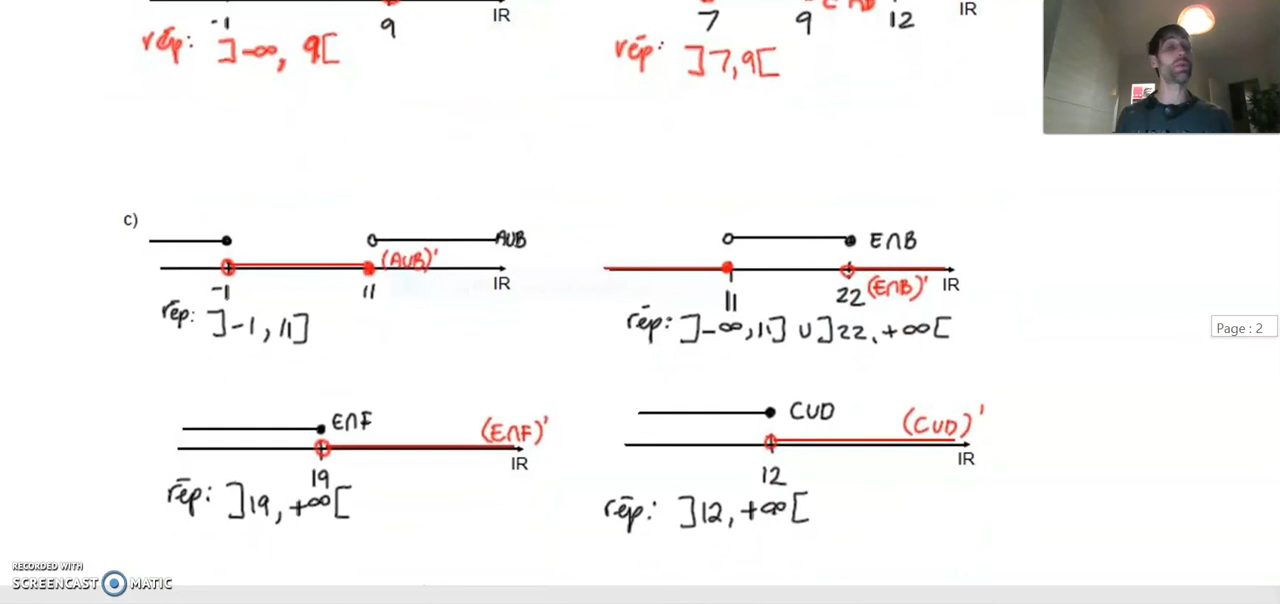 -1 9 IR
7 9 C∩D 12 IR
rép: ]-∞, 9[
rép: ]7,9[
c)
A∪B
(A∪B)'
-1 11 IR
rép: ]-1, 11]
E∩B
11 22 (E∩B)' IR
rép: ]-∞, 11] ∪ ]22, +∞[
Page : 2
E∩F
(E∩F)'
19 IR
rép: ]19, +∞[
C∪D
(C∪D)'
12 IR
rép: ]12, +∞[
RECORDED WITH
SCREENCAST MATIC